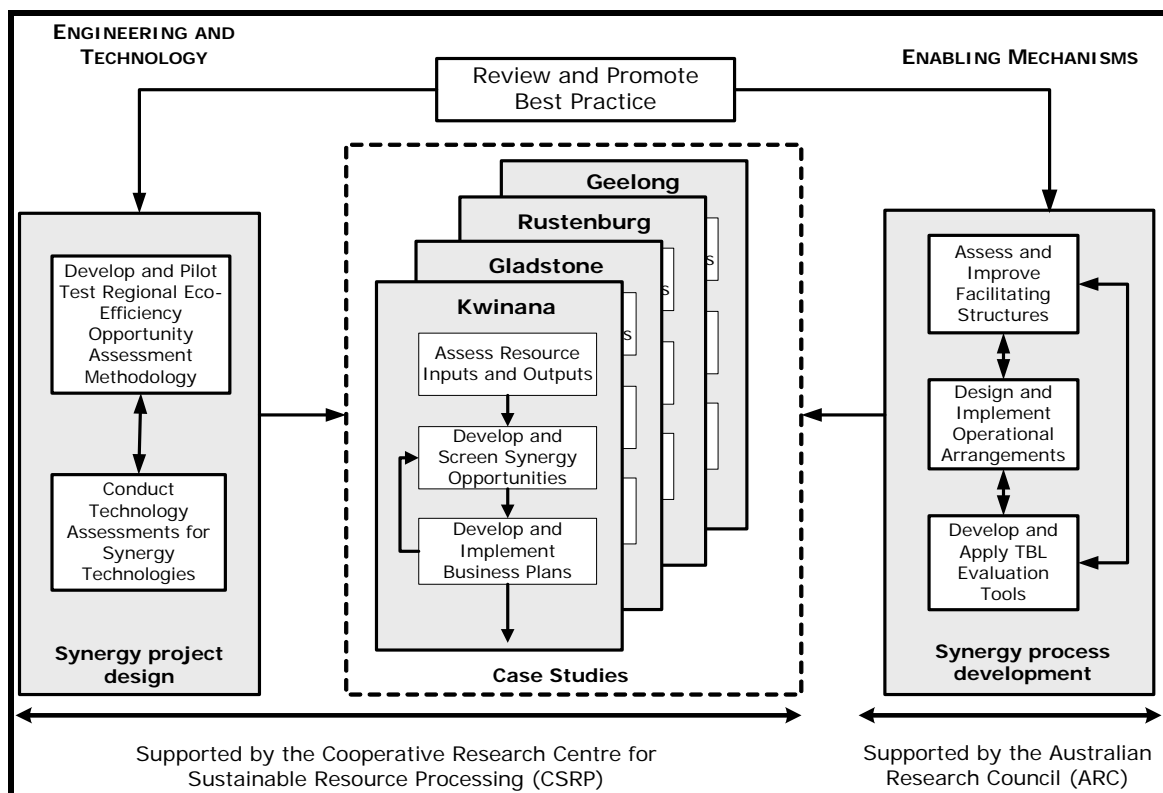 ENGINEERING AND
TECHNOLOGY
ENABLING MECHANISMS
Review and Promote
Best Practice
Develop and Pilot
Test Regional Eco-
Efficiency
Opportunity
Assessment
Methodology
Conduct
Technology
Assessments for
Synergy
Technologies
Synergy project
design
Geelong
s
Rustenburg
s
Gladstone
s
Kwinana
Assess Resource
Inputs and Outputs
Develop and
Screen Synergy
Opportunities
Develop and
Implement
Business Plans
Case Studies
Assess and
Improve
Facilitating
Structures
Design and
Implement
Operational
Arrangements
Develop and
Apply TBL
Evaluation
Tools
Synergy process
development
Supported by the Cooperative Research Centre for
Sustainable Resource Processing (CSRP)
Supported by the Australian
Research Council (ARC)